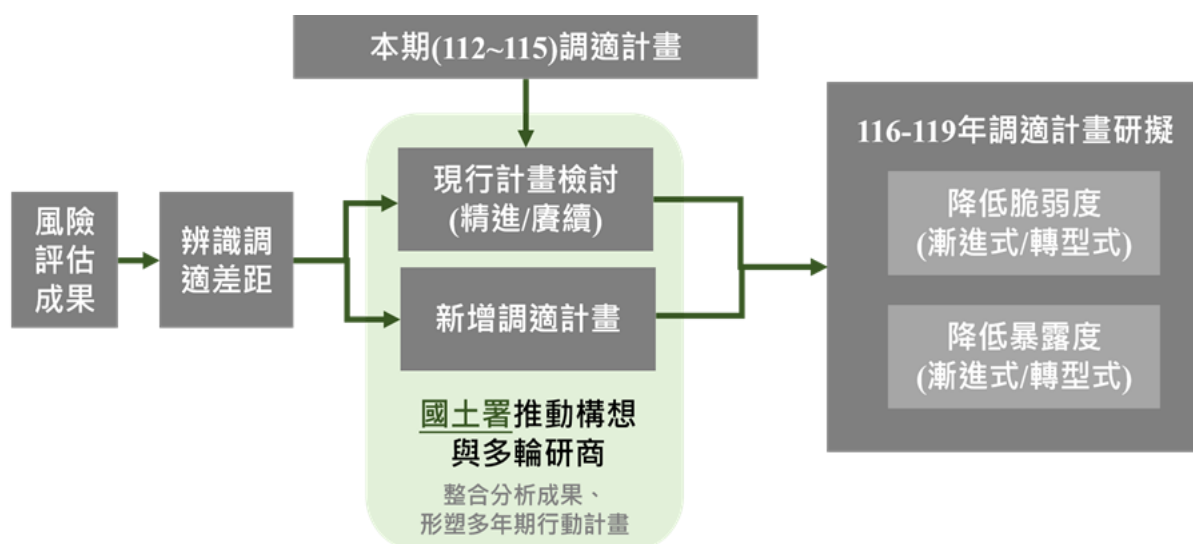 本期(112~115)調適計畫
風險
評估
成果
辨識調
適差距
現行計畫檢討
(精進/賡續)
新增調適計畫
國土署推動構想
與多輪研商
整合分析成果、
形塑多年期行動計畫
116-119年調適計畫研擬
降低脆弱度
(漸進式/轉型式)
降低暴露度
(漸進式/轉型式)